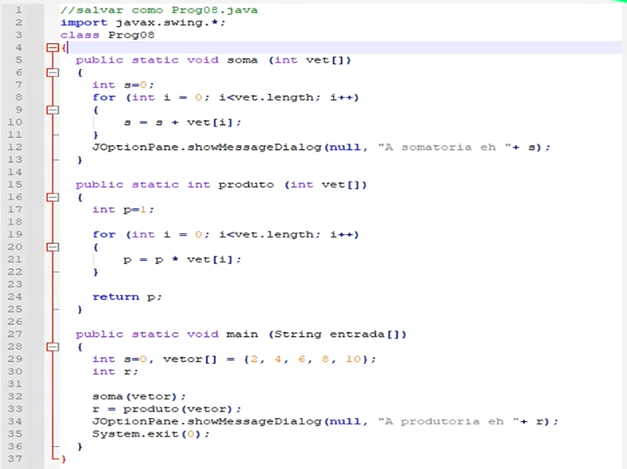 1 //salvar como Prog08.java
2 import javax.swing.*;
3 class Prog08
4 {
5 public static void soma (int vet[])
6 {
7 int s=0;
8 for (int i = 0; i<vet.length; i++)
9 {
10 s = s + vet[i];
11 }
12 JOptionPane.showMessageDialog(null, "A somatoria eh "+ s);
13 }
14
15 public static int produto (int vet[])
16 {
17 int p=1;
18
19 for (int i = 0; i<vet.length; i++)
20 {
21 p = p * vet[i];
22 }
23
24 return p;
25 }
26
27 public static void main (String entrada[])
28 {
29 int s=0, vetor[] = {2, 4, 6, 8, 10};
30 int r;
31
32 soma(vetor);
33 r = produto(vetor);
34 JOptionPane.showMessageDialog(null, "A produtoria eh "+ r);
35 System.exit(0);
36 }
37 }